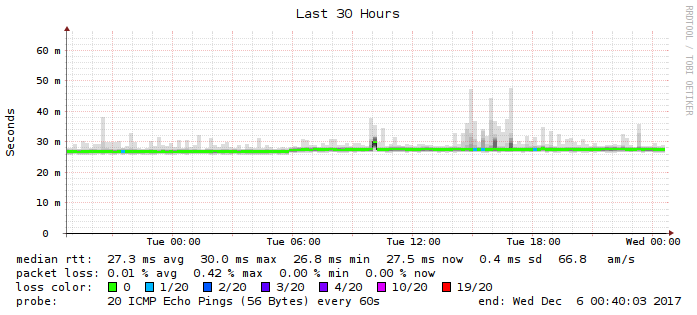 Last 30 Hours
RRDTOOL / TOBI OETIKER
Seconds
60 m
50 m
40 m
30 m
20 m
10 m
0
Tue 00:00 Tue 06:00 Tue 12:00 Tue 18:00 Wed 00:00
median rtt: 27.3 ms avg 30.0 ms max 26.8 ms min 27.5 ms now 0.4 ms sd 66.8 am/s
packet loss: 0.01 % avg 0.42 % max 0.00 % min 0.00 % now
loss color: 0 1/20 2/20 3/20 4/20 10/20 19/20
probe: 20 ICMP Echo Pings (56 Bytes) every 60s end: Wed Dec 6 00:40:03 2017